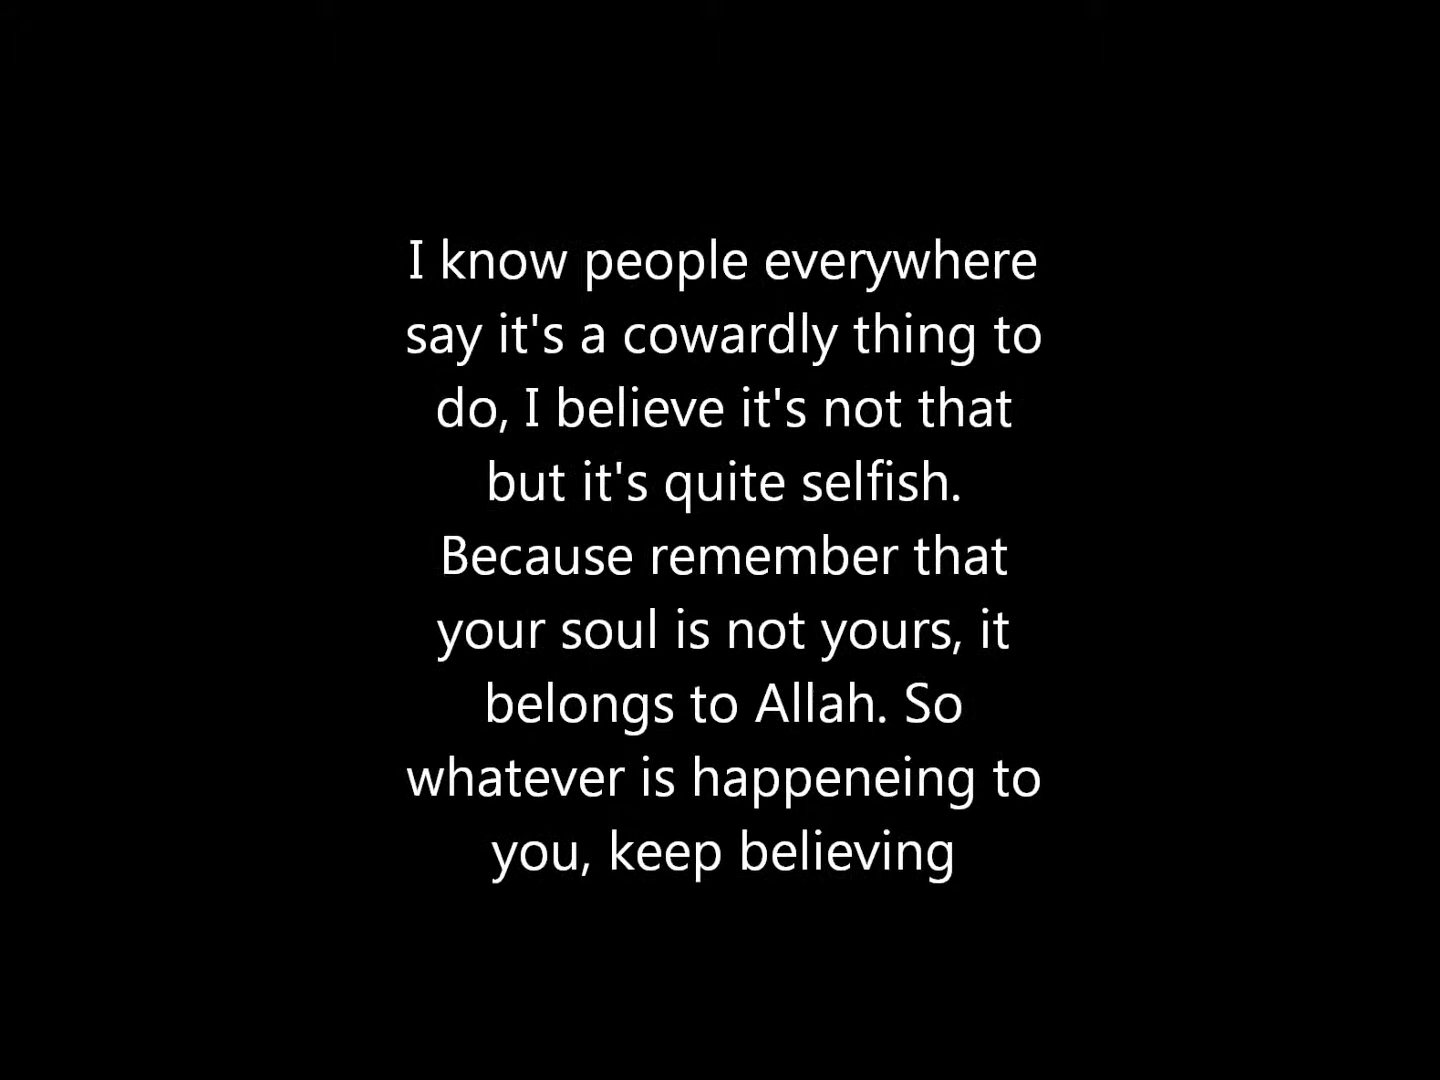 I know people everywhere
say it's a cowardly thing to
do, I believe it's not that
but it's quite selfish.
Because remember that
your soul is not yours, it
belongs to Allah. So
whatever is happeneing to
you, keep believing